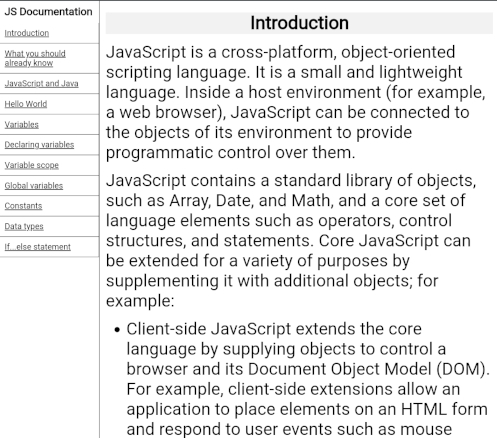 JS Documentation
Introduction
What you should
already know
JavaScript and Java
Hello World
Variables
Declaring variables
Variable scope
Global variables
Constants
Data types
If...else statement
Introduction
JavaScript is a cross-platform, object-oriented
scripting language. It is a small and lightweight
language. Inside a host environment (for example,
a web browser), JavaScript can be connected to
the objects of its environment to provide
programmatic control over them.
JavaScript contains a standard library of objects,
such as Array, Date, and Math, and a core set of
language elements such as operators, control
structures, and statements. Core JavaScript can
be extended for a variety of purposes by
supplementing it with additional objects; for
example:
• Client-side JavaScript extends the core
language by supplying objects to control a
browser and its Document Object Model (DOM).
For example, client-side extensions allow an
application to place elements on an HTML form
and respond to user events such as mouse